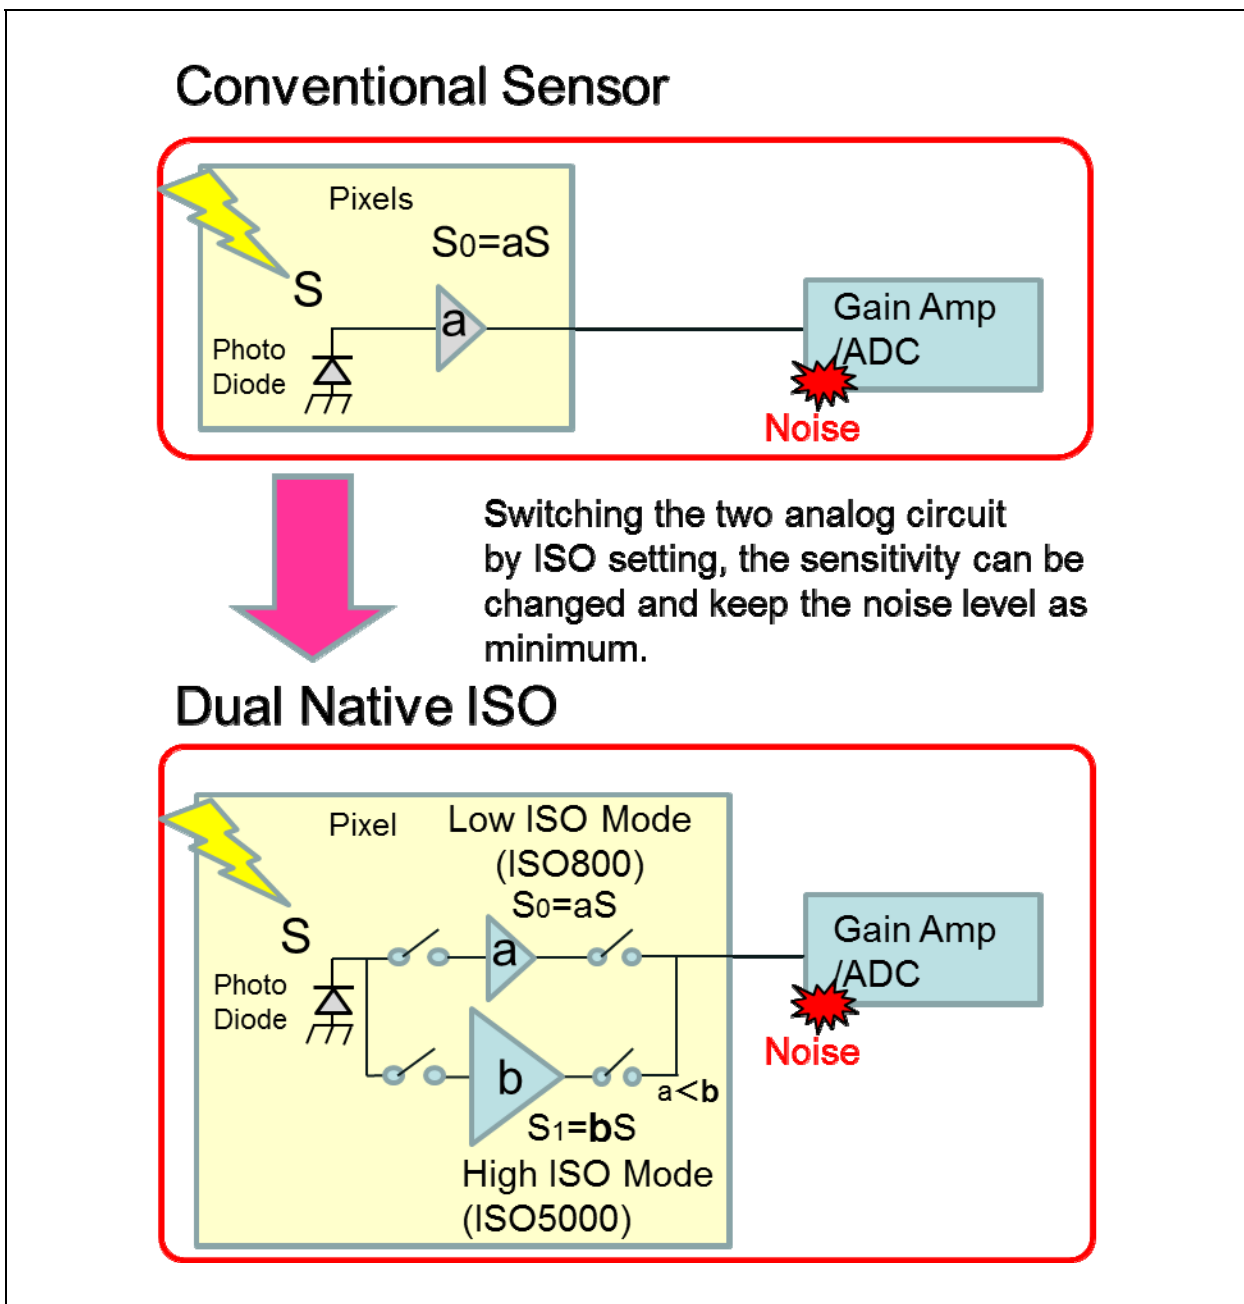 Conventional Sensor
Pixels
S0=aS
S
a
Photo
Diode
Gain Amp
/ADC
Noise
Switching the two analog circuit
by ISO setting, the sensitivity can be
changed and keep the noise level as
minimum.
Dual Native ISO
Pixel
Low ISO Mode
(ISO800)
S0=aS
S
a
Photo
Diode
Gain Amp
/ADC
Noise
b
a<b
S1=bS
High ISO Mode
(ISO5000)